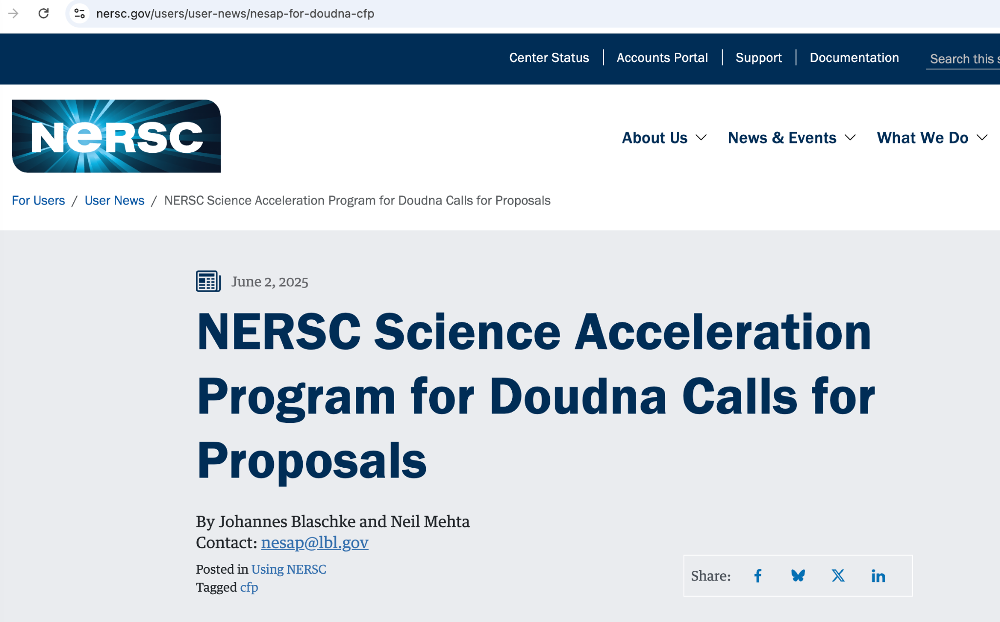 nersc.gov/users/user-news/nesap-for-doudna-cfp
Center Status
Accounts Portal
Support
Documentation
Search this s
NERSC
About Us
News & Events
What We Do
For Users / User News / NERSC Science Acceleration Program for Doudna Calls for Proposals
June 2, 2025
NERSC Science Acceleration
Program for Doudna Calls for
Proposals
By Johannes Blaschke and Neil Mehta
Contact: nesap@lbl.gov
Posted in Using NERSC
Tagged cfp
Share: